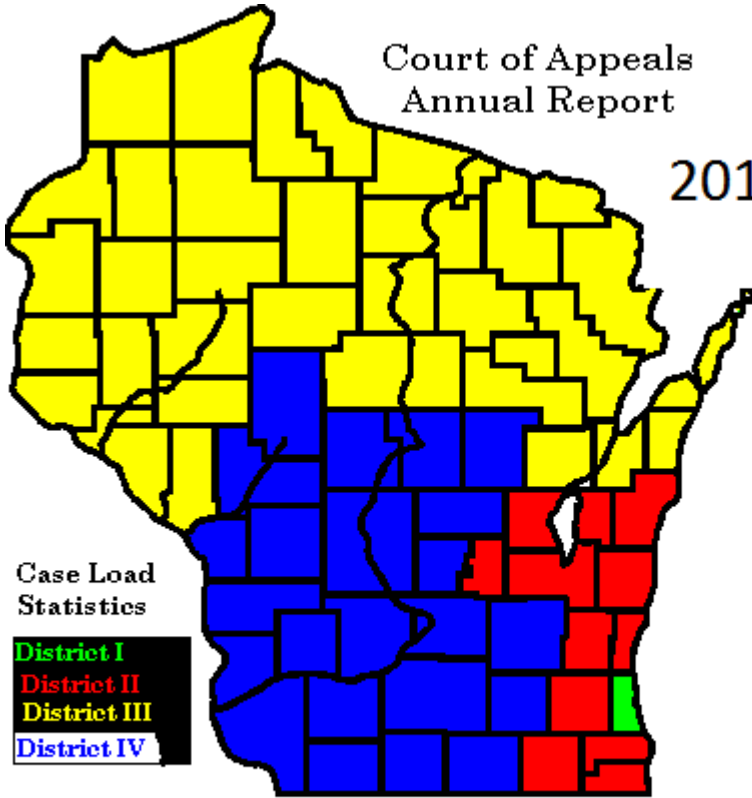 Court of Appeals
Annual Report
201
Case Load
Statistics
District I
District II
District III
District IV